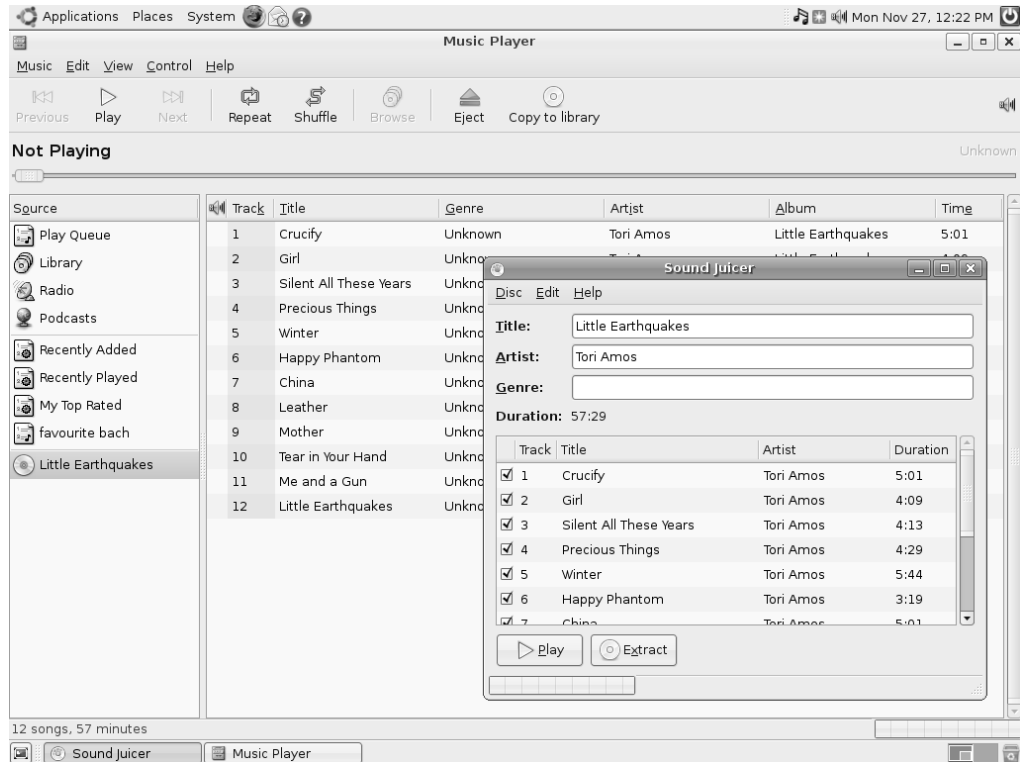 Applications Places System Mon Nov 27, 12:22 PM
Music Player
Music Edit View Control Help
Previous Play Next Repeat Shuffle Browse Eject Copy to library
Not Playing Unknown
Source
Play Queue
Library
Radio
Podcasts
Recently Added
Recently Played
My Top Rated
favourite bach
Little Earthquakes
Track Title Genre Artist Album Time
1 Crucify Unknown Tori Amos Little Earthquakes 5:01
2 Girl
3 Silent All These Years
4 Precious Things
5 Winter
6 Happy Phantom
7 China
8 Leather
9 Mother
10 Tear in Your Hand
11 Me and a Gun
12 Little Earthquakes
Sound Juicer
Disc Edit Help
Title: Little Earthquakes
Artist: Tori Amos
Genre:
Duration: 57:29
Track Title Artist Duration
1 Crucify Tori Amos 5:01
2 Girl Tori Amos 4:09
3 Silent All These Years Tori Amos 4:13
4 Precious Things Tori Amos 4:29
5 Winter Tori Amos 5:44
6 Happy Phantom Tori Amos 3:19
7 China Tori Amos 5:01
Play Extract
12 songs, 57 minutes
Sound Juicer Music Player